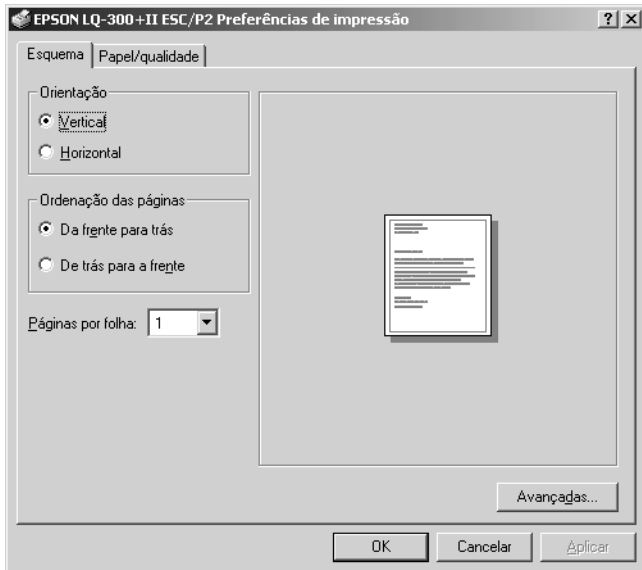 EPSON LQ-300+II ESC/P2 Preferências de impressão
Esquema
Papel/qualidade
Orientação
Vertical
Horizontal
Ordenação das páginas
Da frente para trás
De trás para a frente
Páginas por folha: 1
Avançadas...
OK
Cancelar
Aplicar